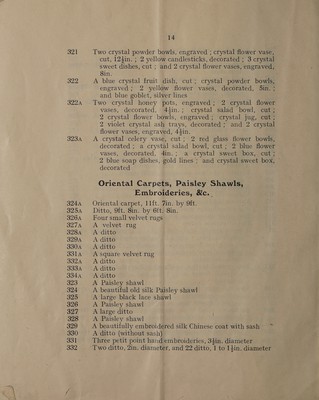 14
321 Two crystal powder bowls, engraved ; crystal flower vase,
cut, 12½in. ; 2 yellow candlesticks, decorated ; 3 crystal
sweet dishes, cut ; and 2 crystal flower vases, engraved,
8in.
322 A blue crystal fruit dish, cut ; crystal powder bowls,
engraved ; 2 yellow flower vases, decorated, 5in. ;
and blue goblet, silver lines
322A Two crystal honey pots, engraved ; 2 crystal flower
vases, decorated, 4½in. ; crystal salad bowl, cut ;
2 crystal flower bowls, engraved ; crystal jug, cut ;
2 violet crystal ash trays, decorated ; and 2 crystal
flower vases, engraved, 4½in.
323A A crystal celery vase, cut ; 2 red glass flower bowls,
decorated ; a crystal salad bowl, cut ; 2 blue flower
vases, decorated, 4in. ; a crystal sweet box, cut ;
2 blue soap dishes, gold lines ; and crystal sweet box,
decorated
Oriental Carpets, Paisley Shawls,
Embroideries, &c.
324A Oriental carpet, 11ft. 7in. by 9ft.
325A Ditto, 9ft. 8in. by 6ft. 8in.
326A Four small velvet rugs
327A A velvet rug
328A A ditto
329A A ditto
330A A ditto
331A A square velvet rug
332A A ditto
333A A ditto
334A A ditto
323 A Paisley shawl
324 A beautiful old silk Paisley shawl
325 A large black lace shawl
326 A Paisley shawl
327 A large ditto
328 A Paisley shawl
329 A beautifully embroidered silk Chinese coat with sash
330 A ditto (without sash)
331 Three petit point hand embroideries, 3½in. diameter
332 Two ditto, 2in. diameter, and 22 ditto, 1 to 1½in. diameter